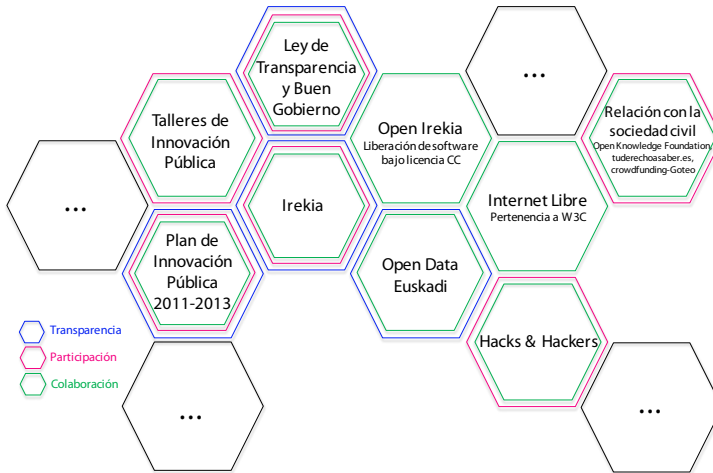 Ley de
Transparencia
y Buen
Gobierno
...
Talleres de
Innovación
Pública
Open Irekia
Liberación de software
bajo licencia CC
Relación con la
sociedad civil
Open Knowledge Foundation,
tuderechoasaber.es,
crowdfunding-Goteo
...
Irekia
Internet Libre
Pertenencia a W3C
Plan de
Innovación
Pública
2011-2013
Open Data
Euskadi
Transparencia
Participación
Colaboración
Hacks & Hackers
...
...